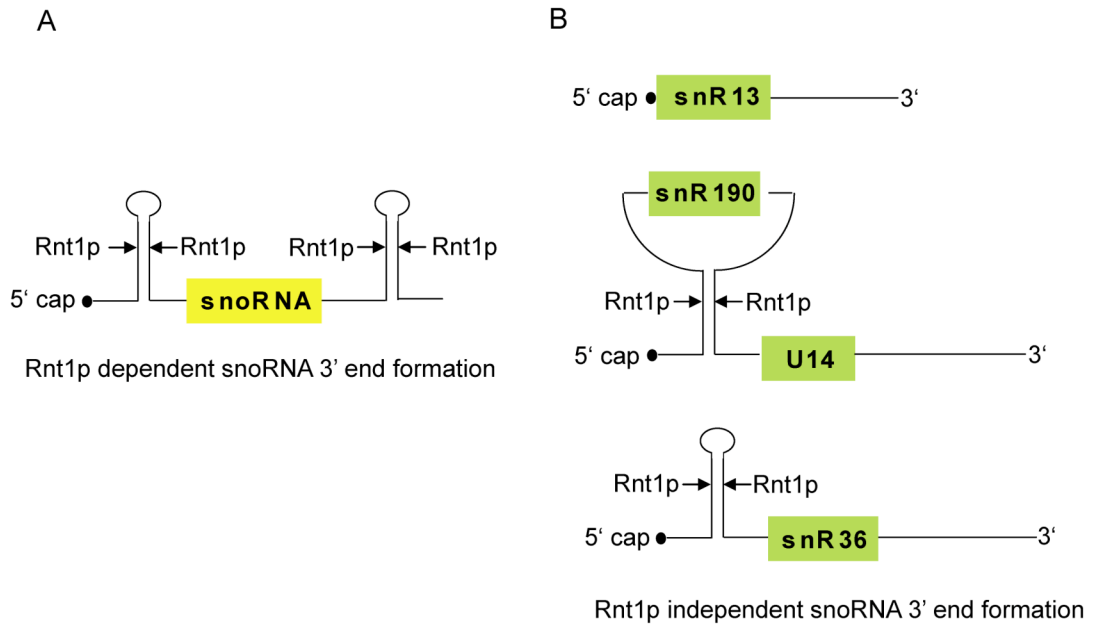 A
Rnt1p Rnt1p Rnt1p Rnt1p
5‘ cap snoRNA
Rnt1p dependent snoRNA 3’ end formation
B
5‘ cap snR13 3‘
snR190
Rnt1p Rnt1p
5‘ cap U14 3‘
Rnt1p Rnt1p
5‘ cap snR36 3‘
Rnt1p independent snoRNA 3’ end formation